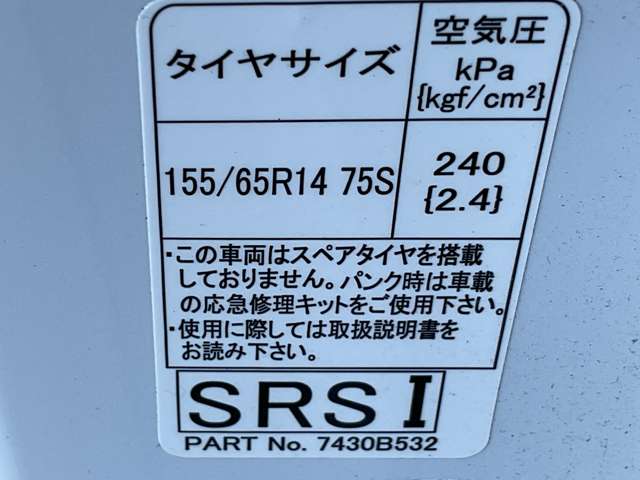 タイヤサイズ
空気圧
kPa
{kgf/cm²}
155/65R14 75S
240
{2.4}
・この車両はスペアタイヤを搭載
しておりません。パンク時は車載
の応急修理キットをご使用下さい。
・使用に際しては取扱説明書を
お読み下さい。
SRS I
PART No. 7430B532